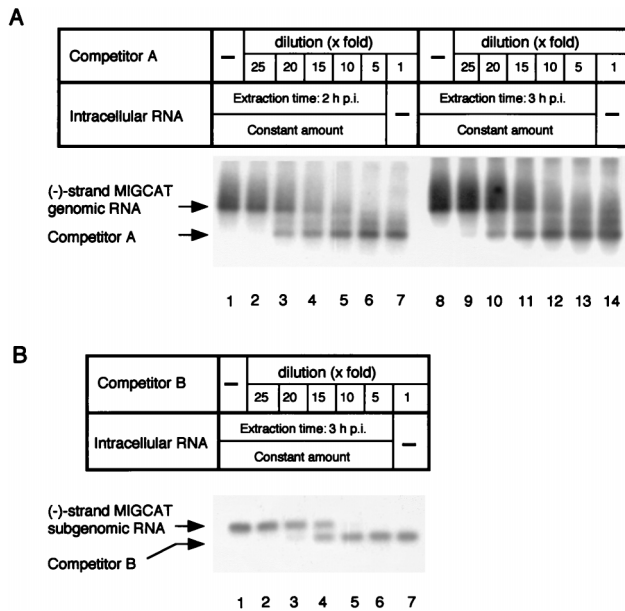 A
Competitor A
–
dilution (x fold)
25 20 15 10 5 1
–
dilution (x fold)
25 20 15 10 5 1
Intracellular RNA
Extraction time: 2 h p.i.
Constant amount
–
Extraction time: 3 h p.i.
Constant amount
–
(-)-strand MIGCAT
genomic RNA
Competitor A
1 2 3 4 5 6 7 8 9 10 11 12 13 14
B
Competitor B
–
dilution (x fold)
25 20 15 10 5 1
Intracellular RNA
Extraction time: 3 h p.i.
Constant amount
–
(-)-strand MIGCAT
subgenomic RNA
Competitor B
1 2 3 4 5 6 7